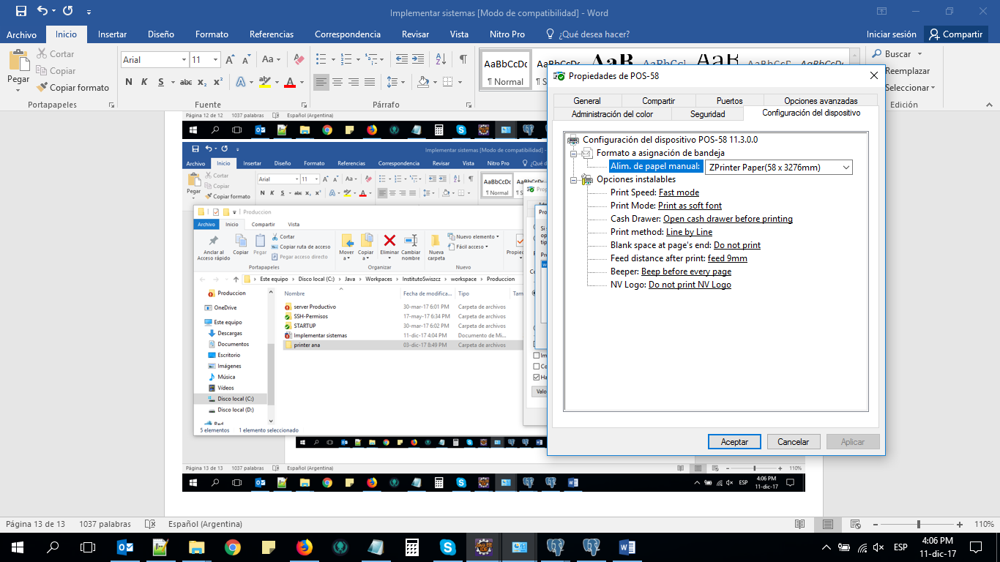 Implementar sistemas [Modo de compatibilidad] - Word
Archivo Inicio Insertar Diseño Formato Referencias Correspondencia Revisar Vista Nitro Pro ¿Qué desea hacer? Iniciar sesión Compartir
Pegar
Cortar
Copiar
Copiar formato
Portapapeles
Arial 11
Fuente
Párrafo
AaBbCcDc
¶ Normal
Buscar
Reemplazar
Seleccionar
Edición
Página 12 de 12 1037 palabras Español (Argentina)
Implementar sistemas [Modo de compatibilidad] -
Archivo Inicio Insertar Diseño Formato Referencias Correspondencia Revisar Vista Nitro Pro
Pegar
Cortar
Copiar
Copiar formato
Portapapeles
Arial 11
Fuente
Párrafo
AaBbCcDc
¶ Normal
Produccion
Archivo Inicio Compartir Vista
Anclar al Acceso rápido
Copiar
Pegar
Cortar
Copiar ruta de acceso
Pegar acceso directo
Portapapeles
Mover a
Copiar a
Eliminar
Cambiar nombre
Organizar
Nueva carpeta
Nuevo elemento
Fácil acceso
Nuevo
Este equipo Disco local (C:) Java Workpaces InstitutoSwiszcz workspace Produccion
Produccion
OneDrive
Este equipo
Descargas
Documentos
Escritorio
Imágenes
Música
Vídeos
Disco local (C:)
Disco local (D:)
Red
Nombre Fecha de modifica... Tipo Tam
server Productivo 30-mar-17 6:01 PM Carpeta de archivos
SSH-Permisos 17-may-17 6:34 PM Carpeta de archivos
STARTUP 30-mar-17 6:02 PM Carpeta de archivos
Implementar sistemas 11-dic-17 4:04 PM Documento de Mi...
printer ana 03-dic-17 8:49 PM Carpeta de archivos
5 elementos 1 elemento seleccionado
Página 13 de 13 1037 palabras Español (Argentina) 110%
ESP 4:06 PM
11-dic-17
Propiedades de POS-58
General Compartir Puertos Opciones avanzadas
Administración del color Seguridad Configuración del dispositivo
Configuración del dispositivo POS-58 11.3.0.0
Formato a asignación de bandeja
Alim. de papel manual: ZPrinter Paper(58 x 3276mm)
Opciones instalables
Print Speed: Fast mode
Print Mode: Print as soft font
Cash Drawer: Open cash drawer before printing
Print method: Line by Line
Blank space at page's end: Do not print
Feed distance after print: feed 9mm
Beeper: Beep before every page
NV Logo: Do not print NV Logo
Aceptar Cancelar Aplicar
Página 13 de 13 1037 palabras Español (Argentina) 110%
ESP 4:06 PM
11-dic-17